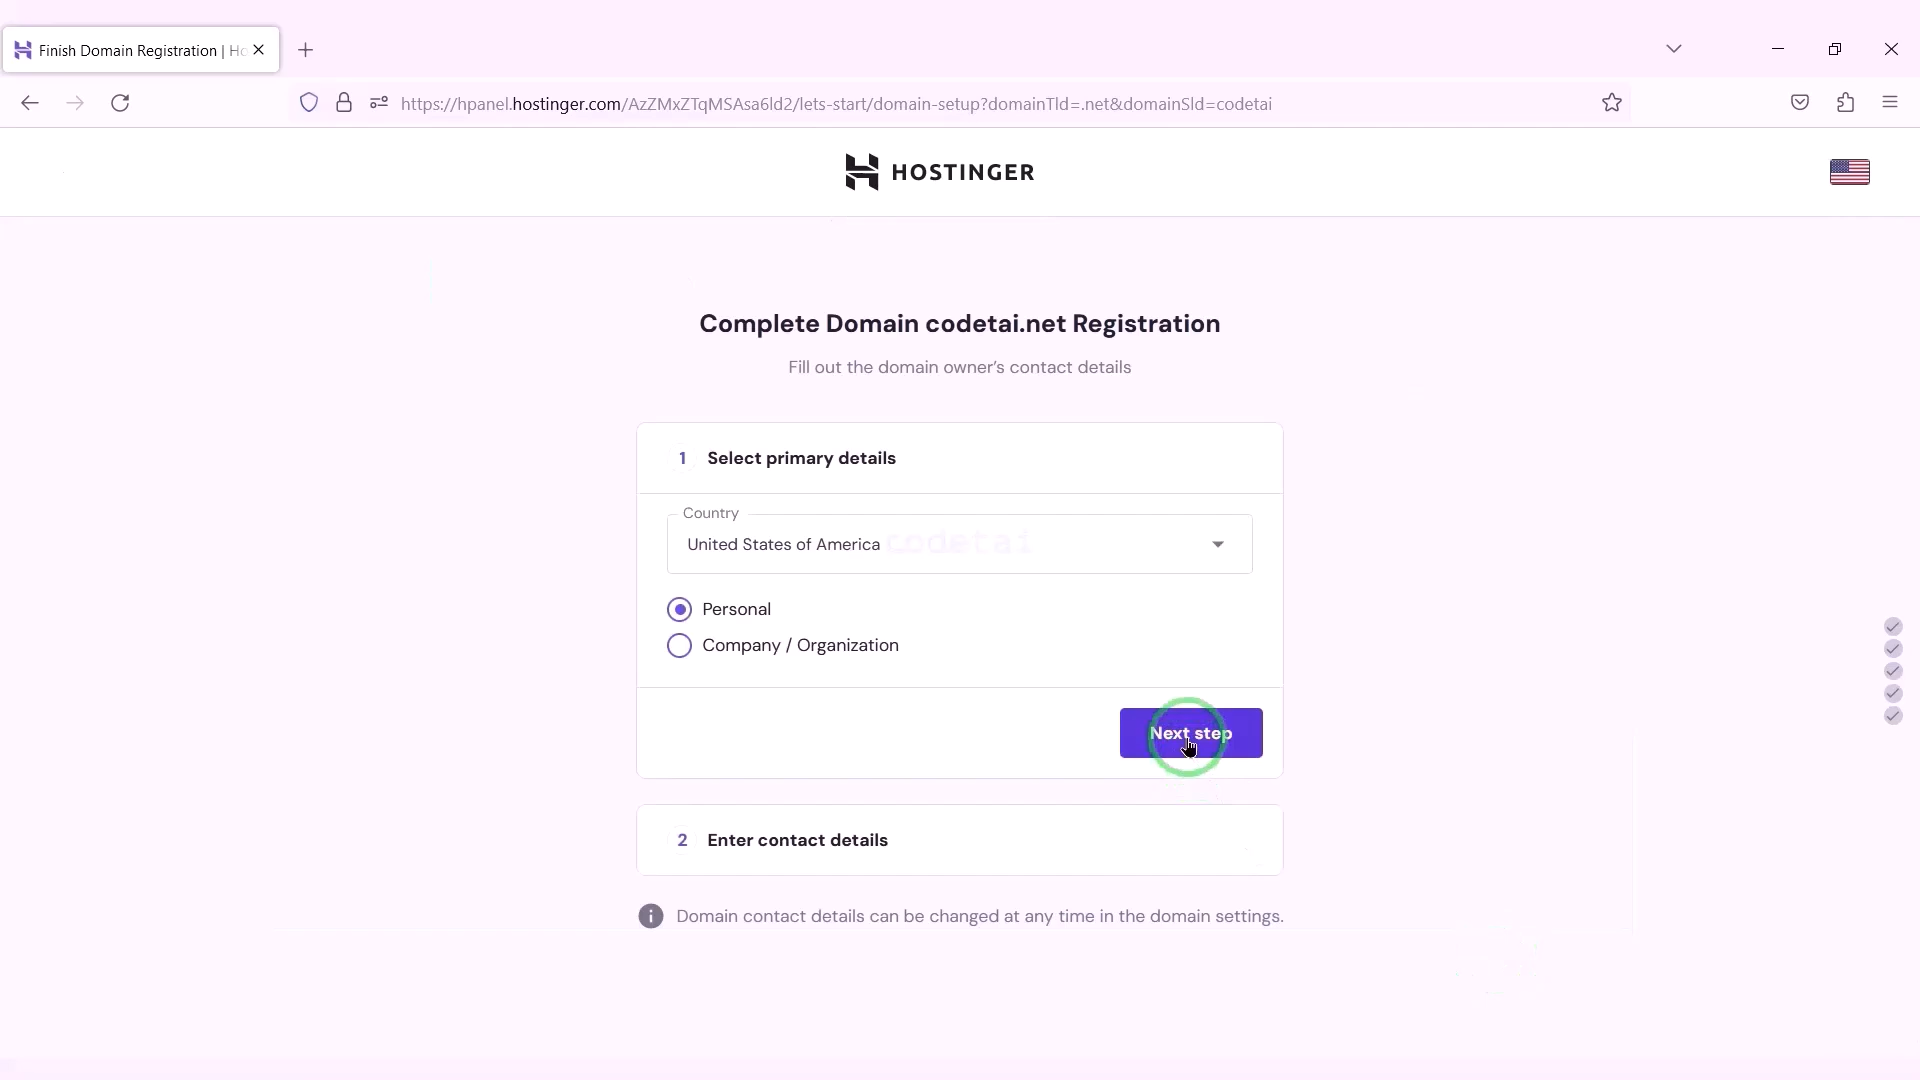 Finish Domain Registration | Ho
https://hpanel.hostinger.com/AzZMxZTqMSAsa6ld2/lets-start/domain-setup?domainTld=.net&domainSld=codetai
HOSTINGER
Complete Domain codetai.net Registration
Fill out the domain owner’s contact details
1 Select primary details
Country
United States of America
codetai
Personal
Company / Organization
Next step
2 Enter contact details
Domain contact details can be changed at any time in the domain settings.